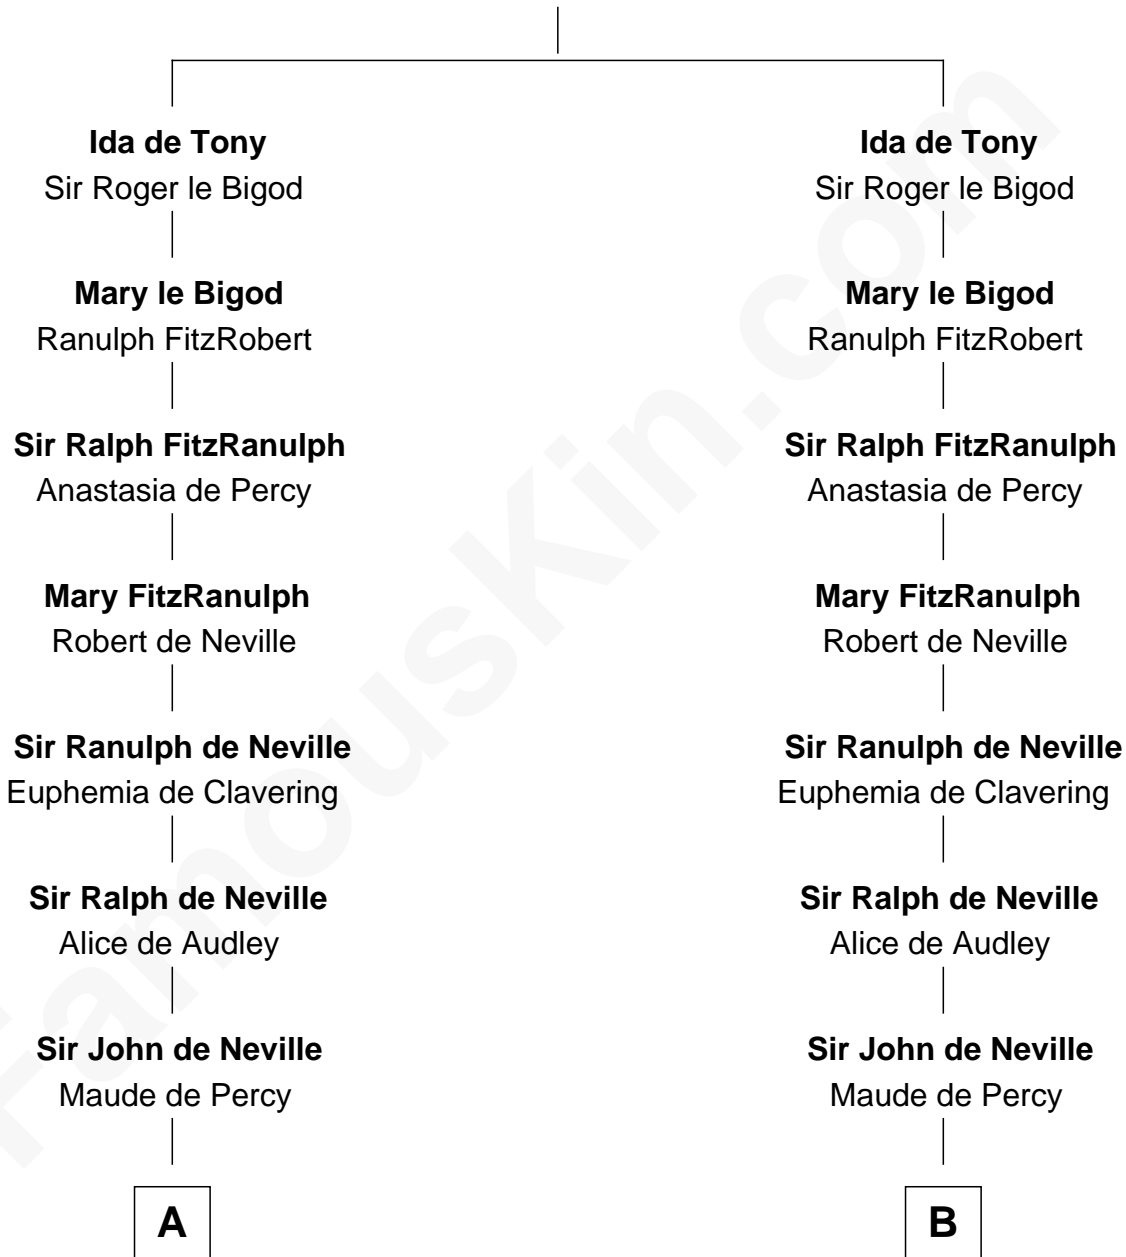 Ida de Tony
Sir Roger le Bigod
Mary le Bigod
Ranulph FitzRobert
Sir Ralph FitzRanulph
Anastasia de Percy
Mary FitzRanulph
Robert de Neville
Sir Ranulph de Neville
Euphemia de Clavering
Sir Ralph de Neville
Alice de Audley
Sir John de Neville
Maude de Percy
A
Ida de Tony
Sir Roger le Bigod
Mary le Bigod
Ranulph FitzRobert
Sir Ralph FitzRanulph
Anastasia de Percy
Mary FitzRanulph
Robert de Neville
Sir Ranulph de Neville
Euphemia de Clavering
Sir Ralph de Neville
Alice de Audley
Sir John de Neville
Maude de Percy
B
FamousKin.com